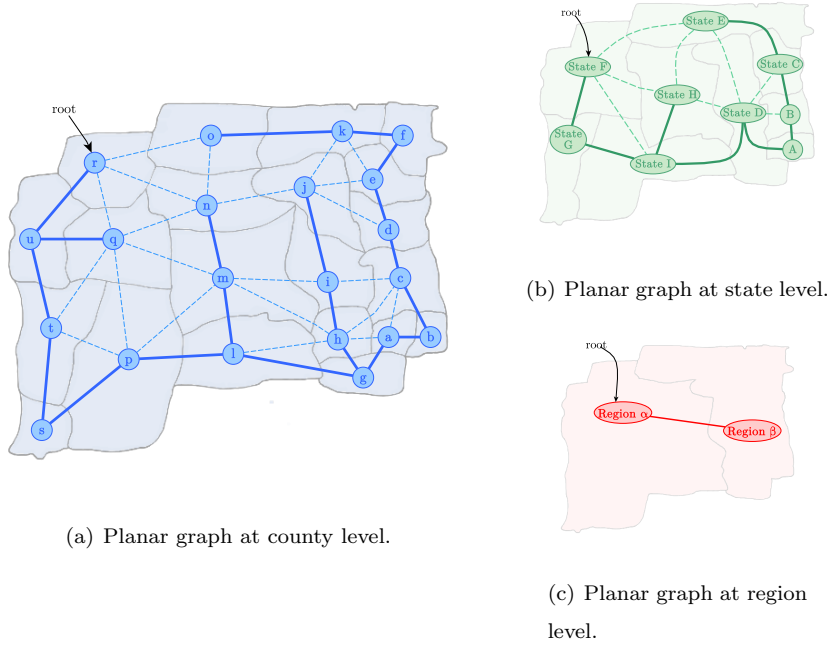 root
o
k
f
r
e
j
n
d
u
q
m
i
c
t
h
a
b
p
l
g
s
(a) Planar graph at county level.
root
State E
State F
State C
State H
State D
B
State
G
A
State I
(b) Planar graph at state level.
root
Region α
Region β
(c) Planar graph at region
level.